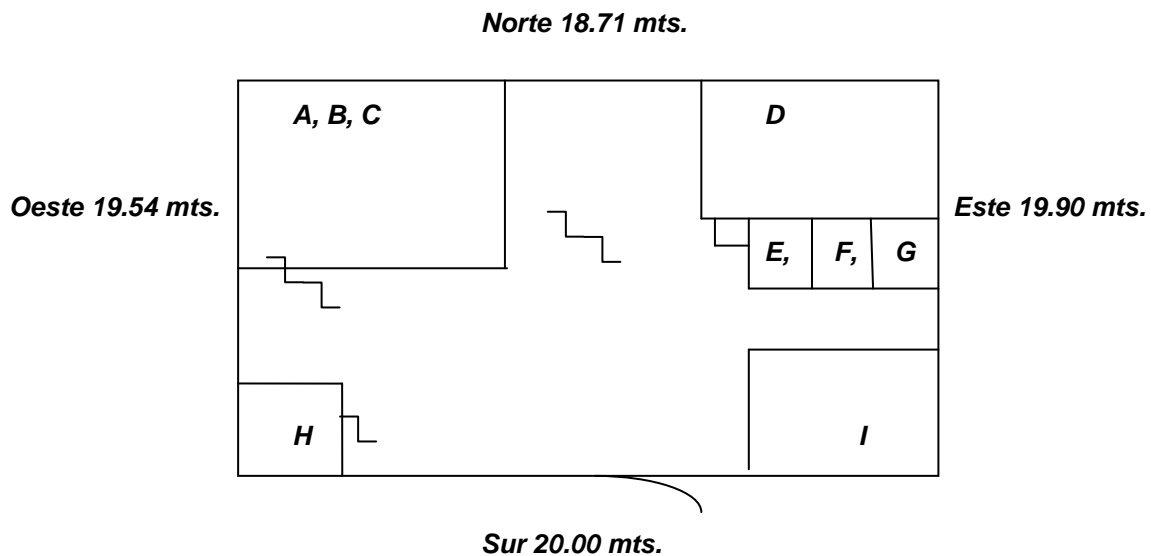 Norte 18.71 mts.
A, B, C
D
Oeste 19.54 mts.
Este 19.90 mts.
E,
F,
G
H
I
Sur 20.00 mts.